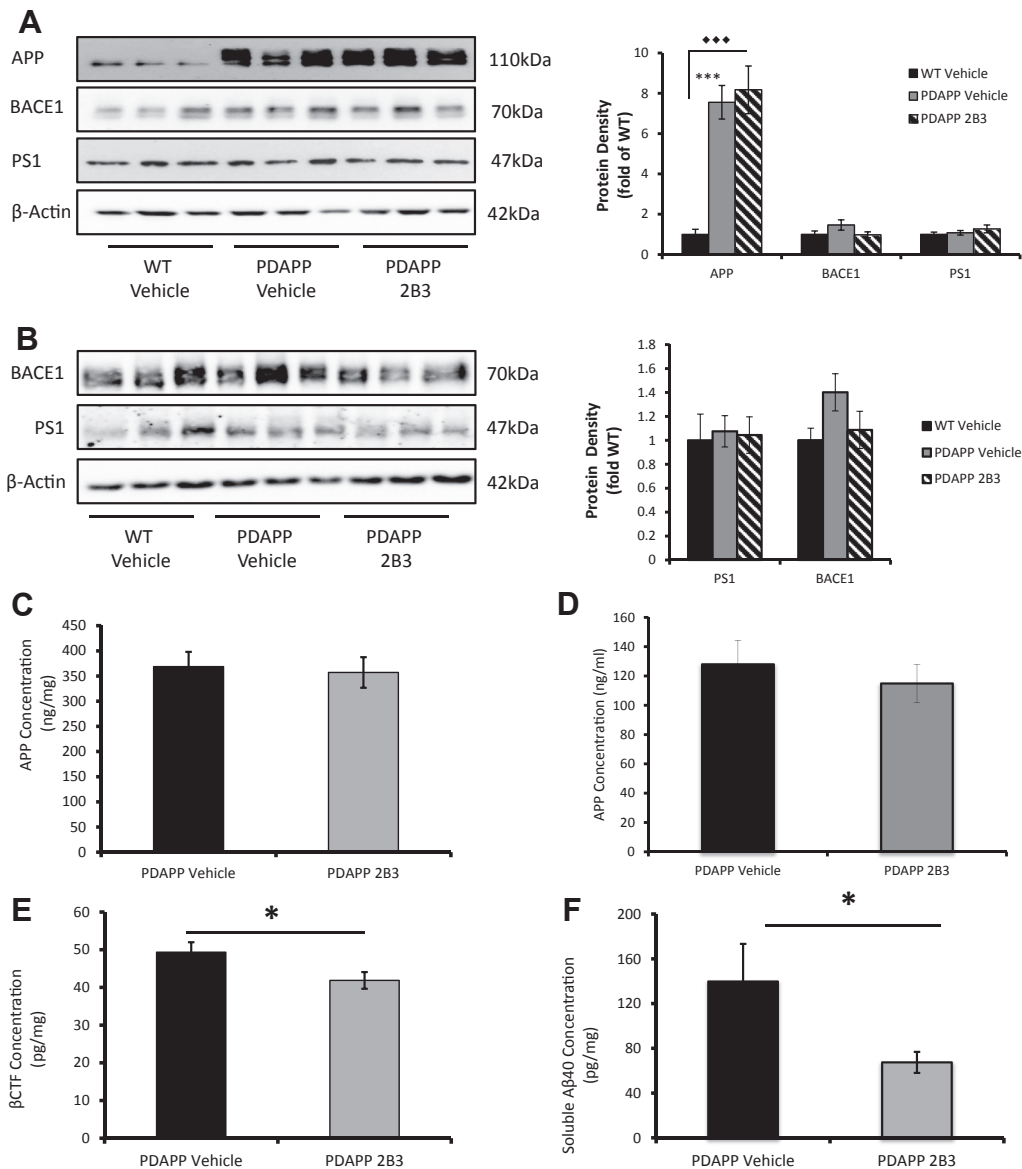 A
APP
110kDa
BACE1
70kDa
PS1
47kDa
β-Actin
42kDa
WT
Vehicle
PDAPP
Vehicle
PDAPP
2B3
Protein Density
(fold of WT)
10
8
6
4
2
0
***
◆◆◆
APP
BACE1
PS1
WT Vehicle
PDAPP Vehicle
PDAPP 2B3
B
BACE1
70kDa
PS1
47kDa
β-Actin
42kDa
WT
Vehicle
PDAPP
Vehicle
PDAPP
2B3
Protein Density
(fold WT)
1.8
1.6
1.4
1.2
1
0.8
0.6
0.4
0.2
0
PS1
BACE1
WT Vehicle
PDAPP Vehicle
PDAPP 2B3
C
APP Concentration
(ng/mg)
450
400
350
300
250
200
150
100
50
0
PDAPP Vehicle
PDAPP 2B3
D
APP Concentration (ng/ml)
160
140
120
100
80
60
40
20
0
PDAPP Vehicle
PDAPP 2B3
E
βCTF Concentration
(pg/mg)
60
50
40
30
20
10
0
*
PDAPP Vehicle
PDAPP 2B3
F
Soluble Aβ40 Concentration
(pg/mg)
200
160
120
80
40
0
*
PDAPP Vehicle
PDAPP 2B3